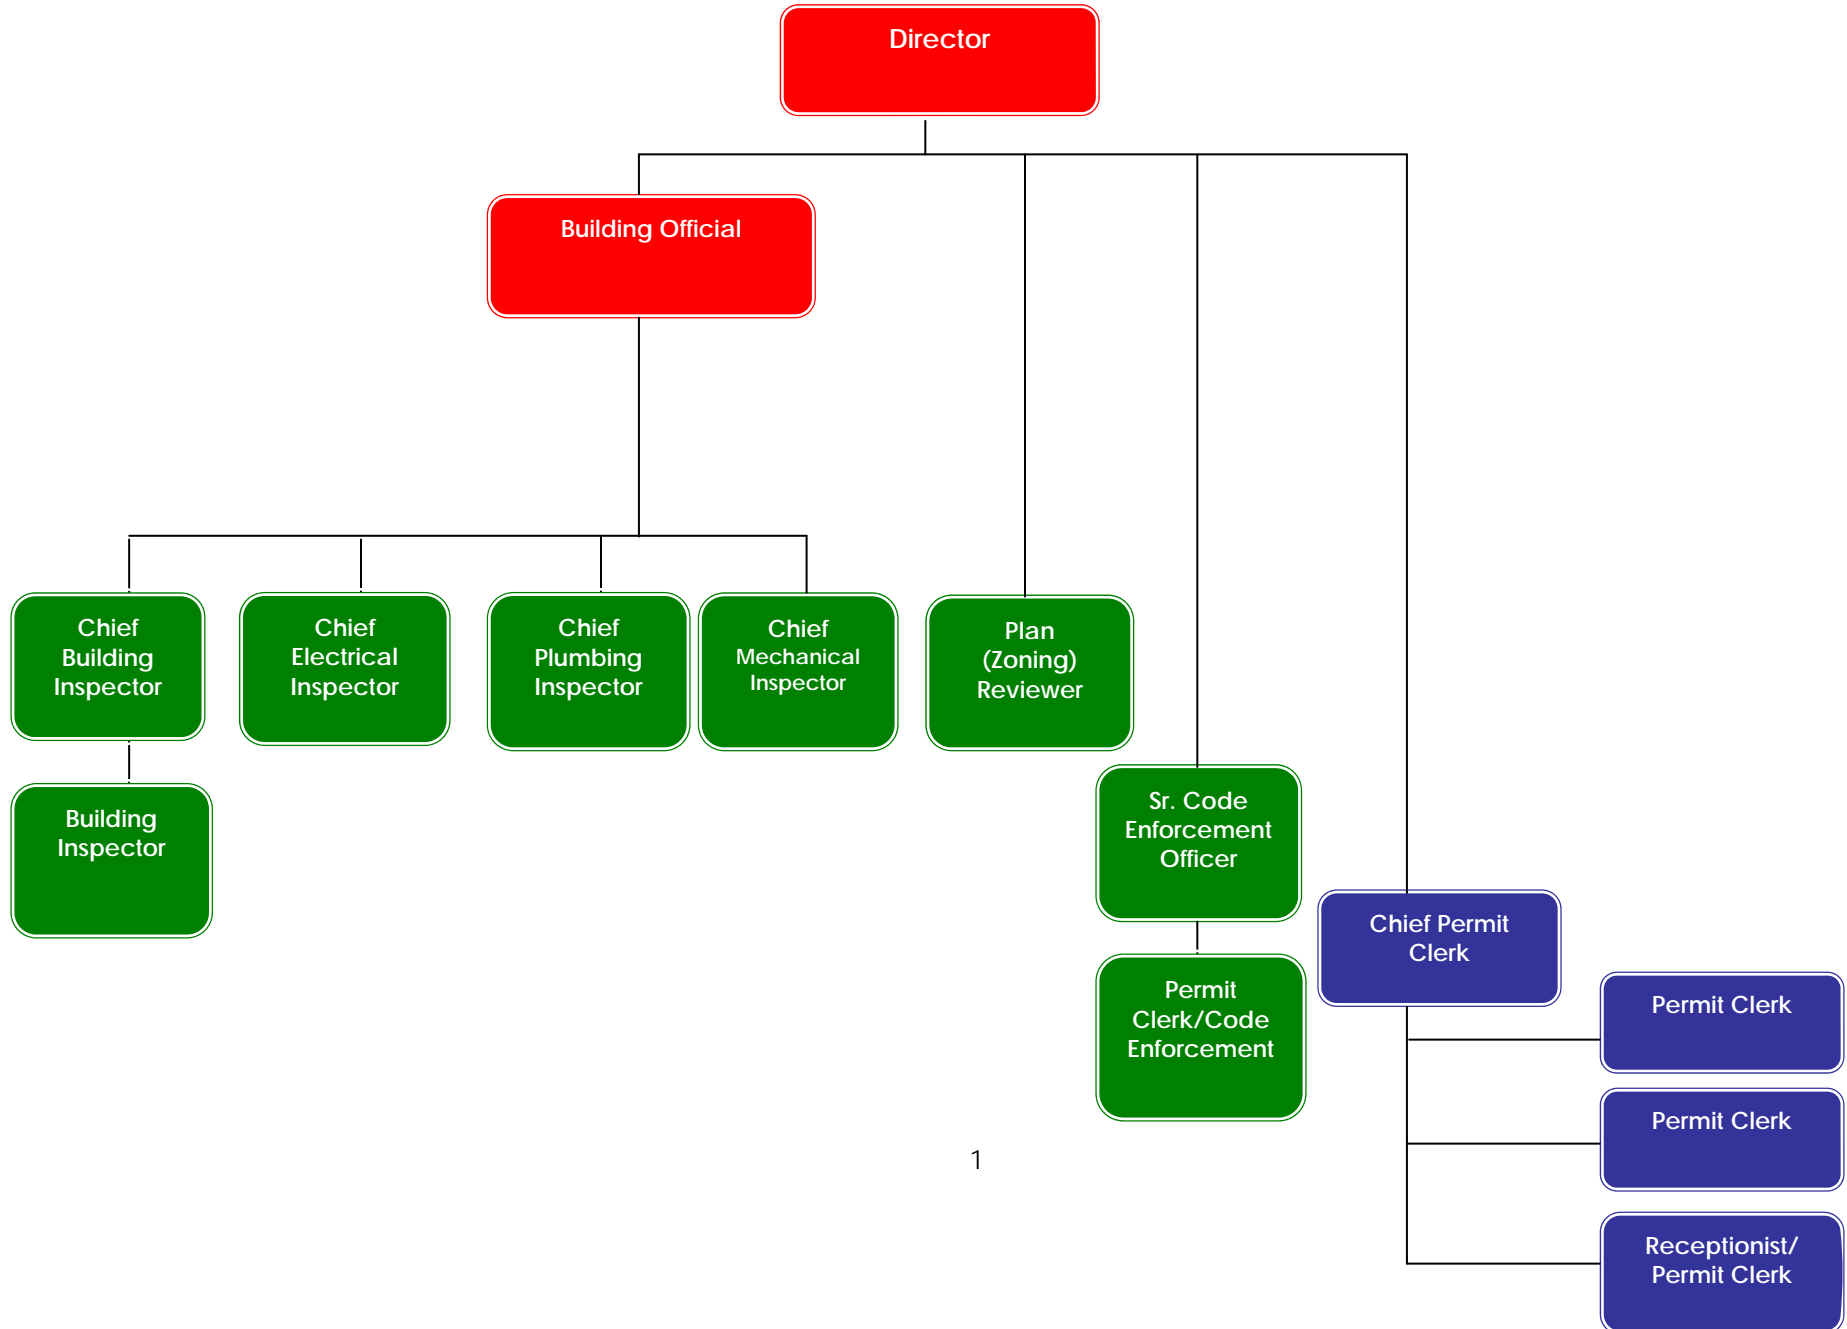 Director
Building Official
Chief
Building
Inspector
Chief
Electrical
Inspector
Chief
Plumbing
Inspector
Chief
Mechanical
Inspector
Plan
(Zoning)
Reviewer
Building
Inspector
Sr. Code
Enforcement
Officer
Chief Permit
Clerk
Permit
Clerk/Code
Enforcement
Permit Clerk
Permit Clerk
Receptionist/
Permit Clerk
1